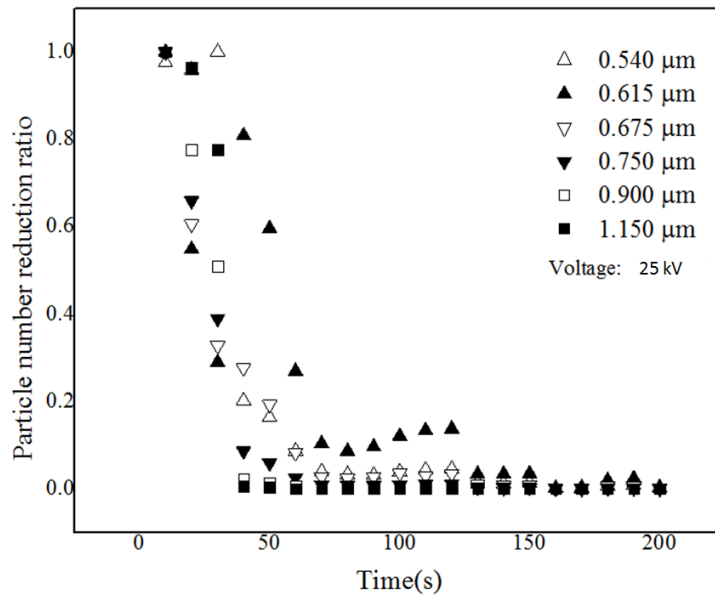 1.0
0.8
0.6
0.4
0.2
0.0
Particle number reduction ratio
0.540 μm
0.615 μm
0.675 μm
0.750 μm
0.900 μm
1.150 μm
Voltage: 25 kV
0 50 100 150 200
Time(s)